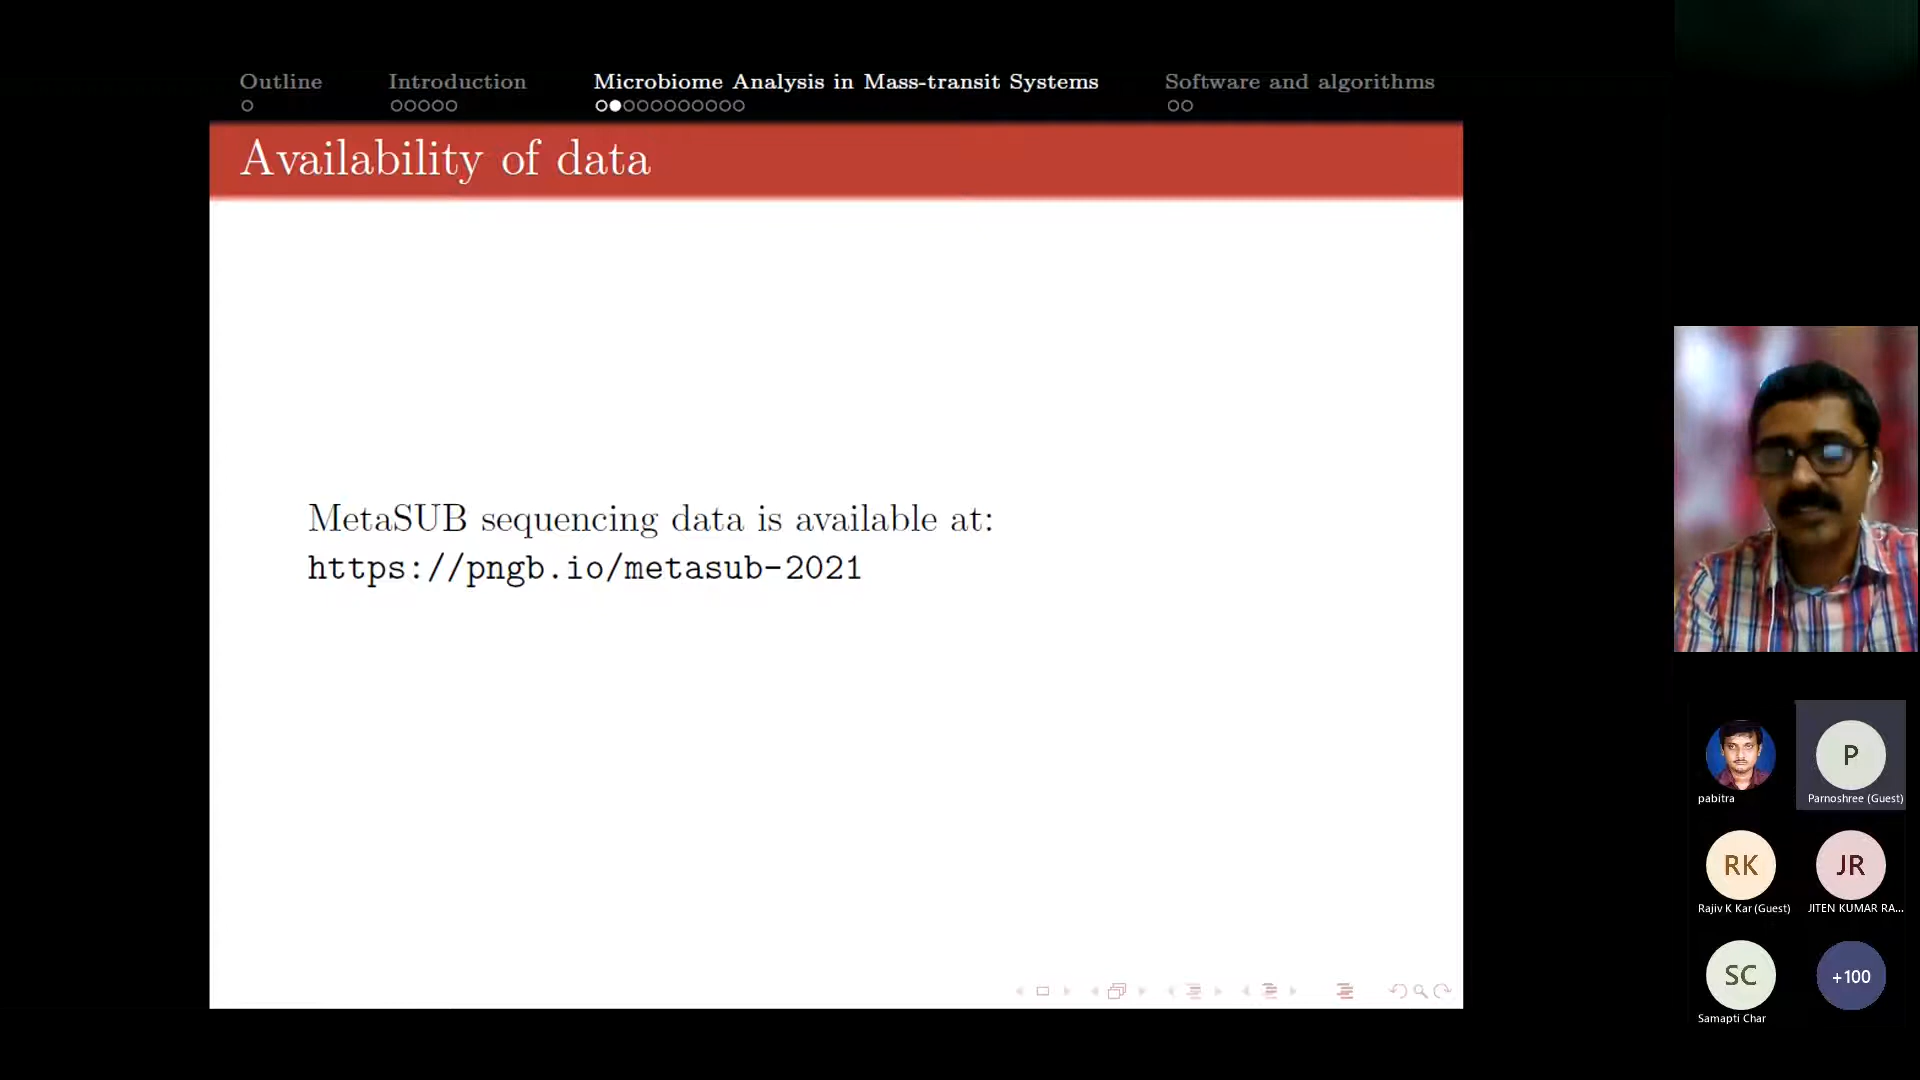 Outline Introduction Microbiome Analysis in Mass-transit Systems Software and algorithms
Availability of data
MetaSUB sequencing data is available at:
https://pngb.io/metasub-2021
P
pabitra Parnoshree (Guest)
RK JR
Rajiv K Kar (Guest) JITEN KUMAR RA...
SC +100
Samapti Char